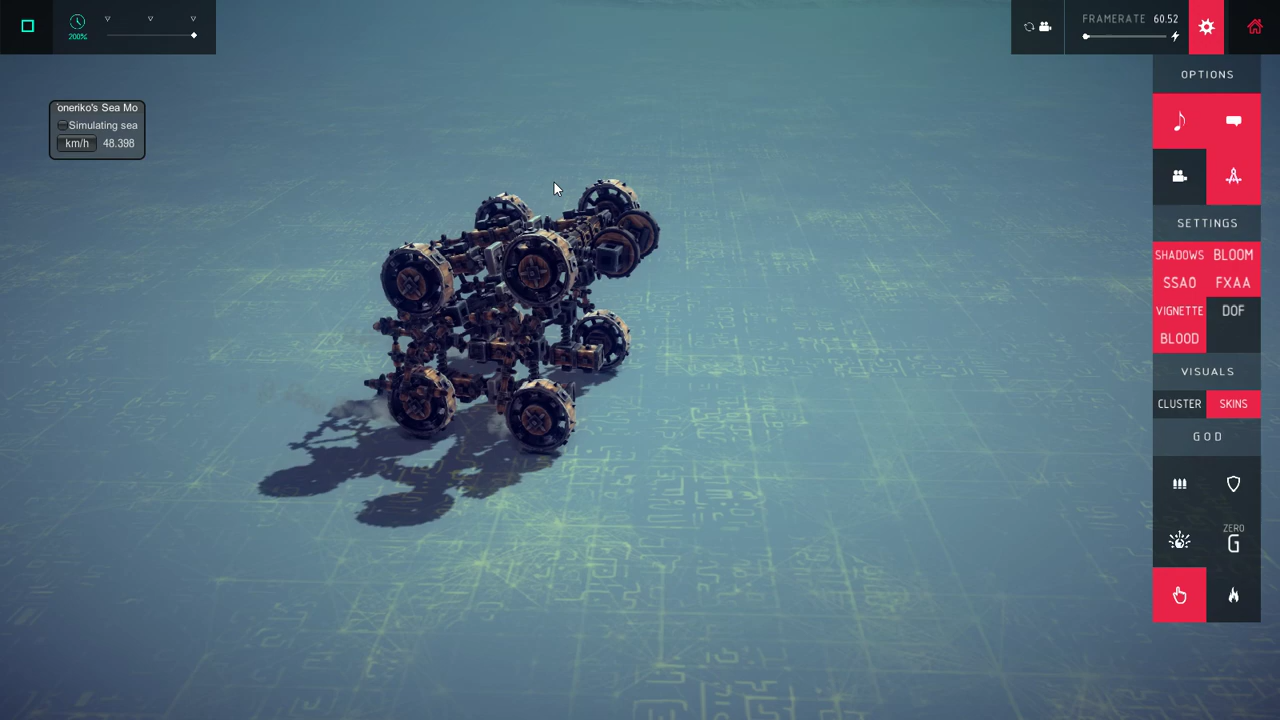 200%
FRAMERATE 60.52
OPTIONS
oneriko's Sea Mo
Simulating sea
km/h 48.398
SETTINGS
SHADOWS BLOOM
SSAO FXAA
VIGNETTE DOF
BLOOD
VISUALS
CLUSTER SKINS
GOD
ZERO
G